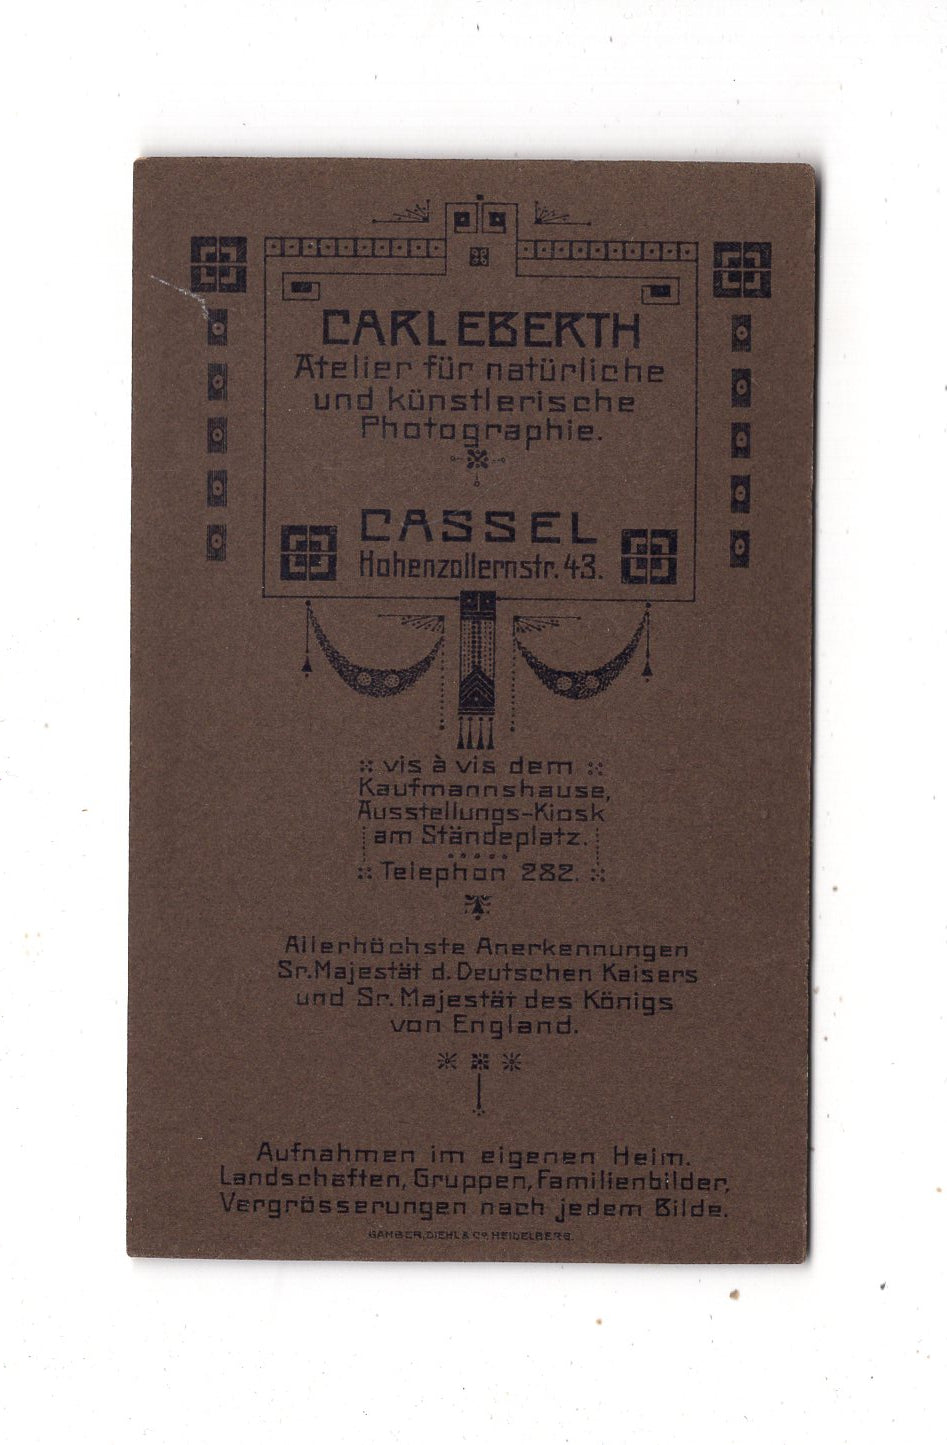 CARL EBERTH
Atelier für natürliche
und künstlerische
Photographie.
CASSEL
Hohenzollernstr. 43.
vis à vis dem
Kaufmannshause,
Ausstellungs-Kiosk
am Ständeplatz.
Telephon 282.
Allerhöchste Anerkennungen
Sr. Majestät d. Deutschen Kaisers
und Sr. Majestät des Königs
von England.
Aufnahmen im eigenen Heim.
Landschaften, Gruppen, Familienbilder,
Vergrösserungen nach jedem Bilde.
GAMBER, DIEHL & Co. HEIDELBERG.